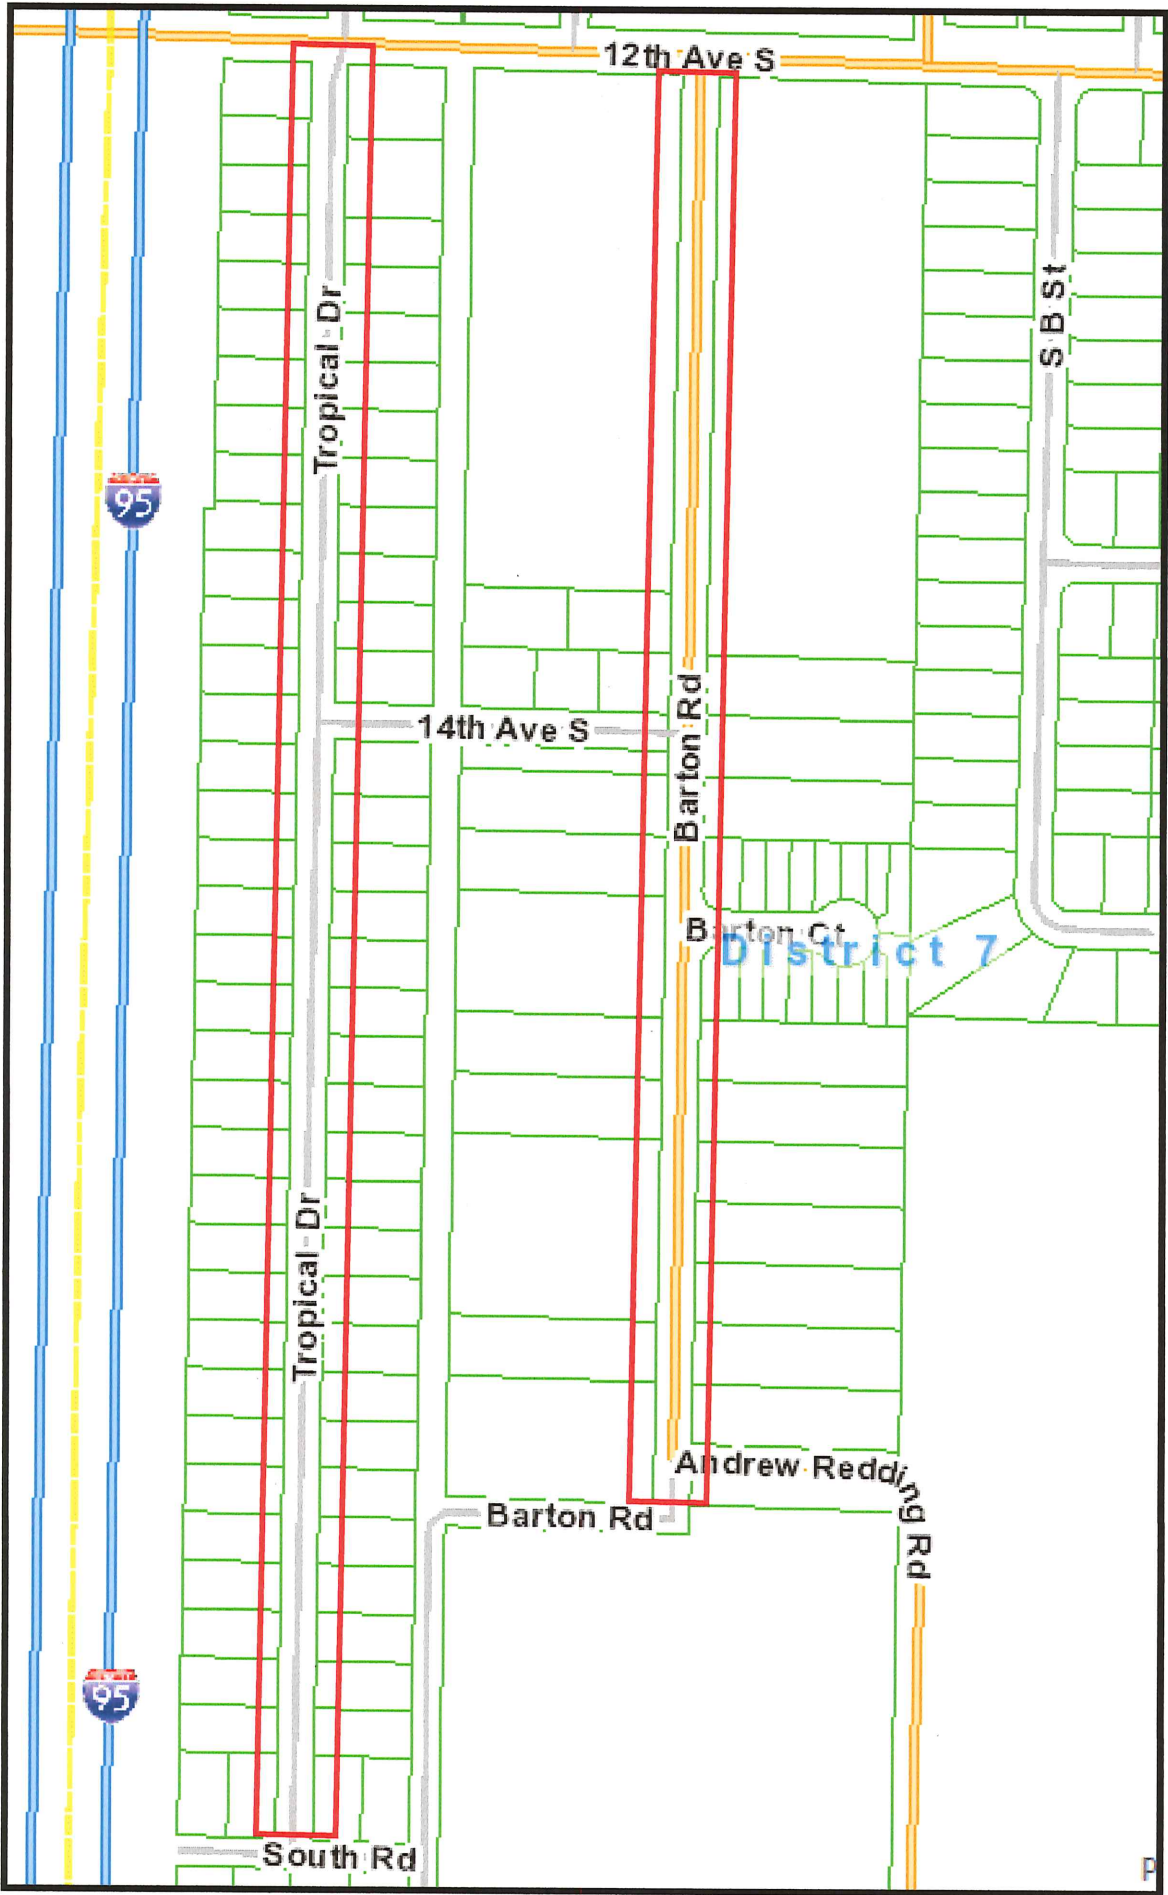 12th Ave S
Tropical Dr
S B St
95
Barton Rd
14th Ave S
Barton Ct
District 7
Tropical Dr
Andrew Redding Rd
Barton Rd
95
South Rd
P